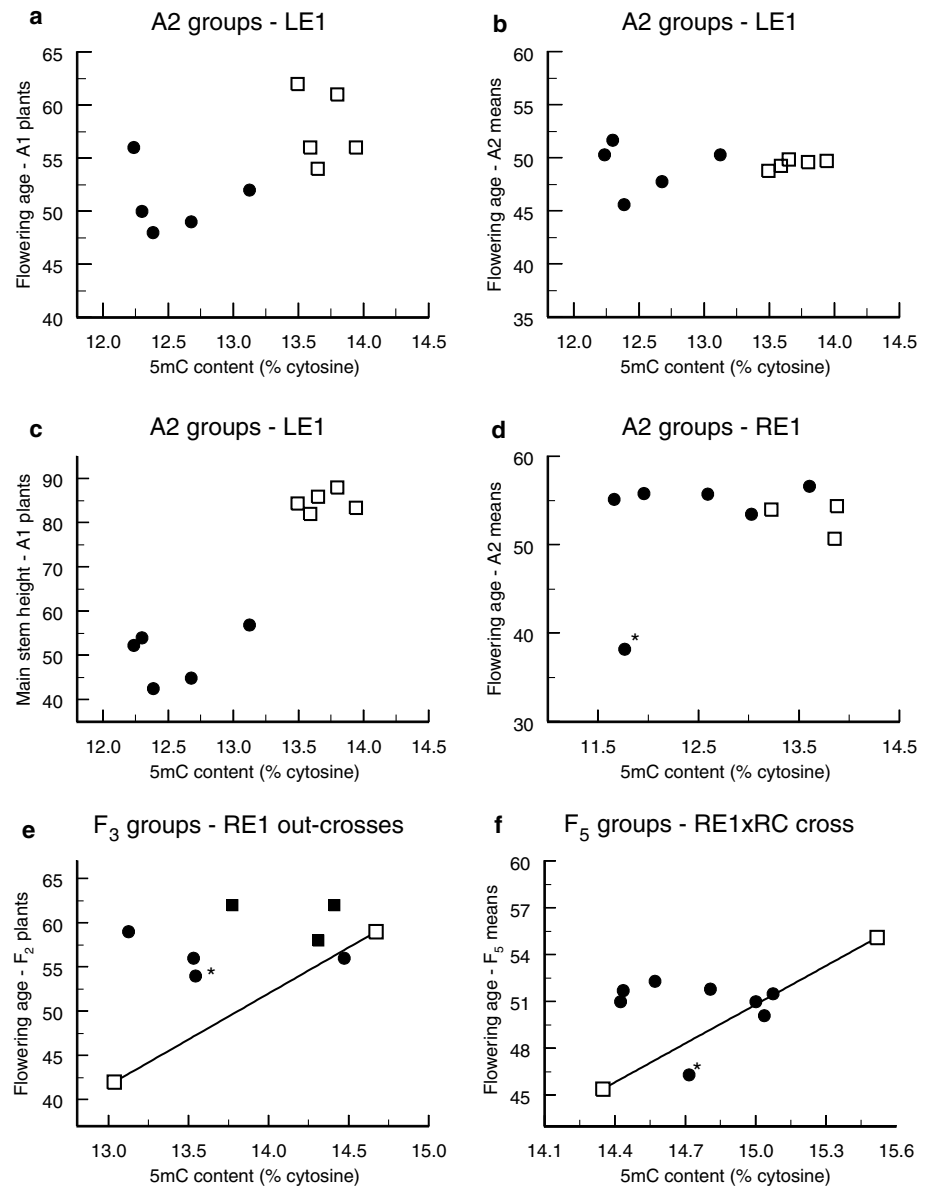 a
A2 groups - LE1
Flowering age - A1 plants
65
60
55
50
45
40
12.0 12.5 13.0 13.5 14.0 14.5
5mC content (% cytosine)
b
A2 groups - LE1
Flowering age - A2 means
60
55
50
45
40
35
12.0 12.5 13.0 13.5 14.0 14.5
5mC content (% cytosine)
c
A2 groups - LE1
Main stem height - A1 plants
90
80
70
60
50
40
12.0 12.5 13.0 13.5 14.0 14.5
5mC content (% cytosine)
d
A2 groups - RE1
Flowering age - A2 means
60
50
40
30
*
11.5 12.5 13.5 14.5
5mC content (% cytosine)
e
F3 groups - RE1 out-crosses
Flowering age - F2 plants
65
60
55
50
45
40
*
13.0 13.5 14.0 14.5 15.0
5mC content (% cytosine)
f
F5 groups - RE1xRC cross
Flowering age - F5 means
60
57
54
51
48
45
*
14.1 14.4 14.7 15.0 15.3 15.6
5mC content (% cytosine)